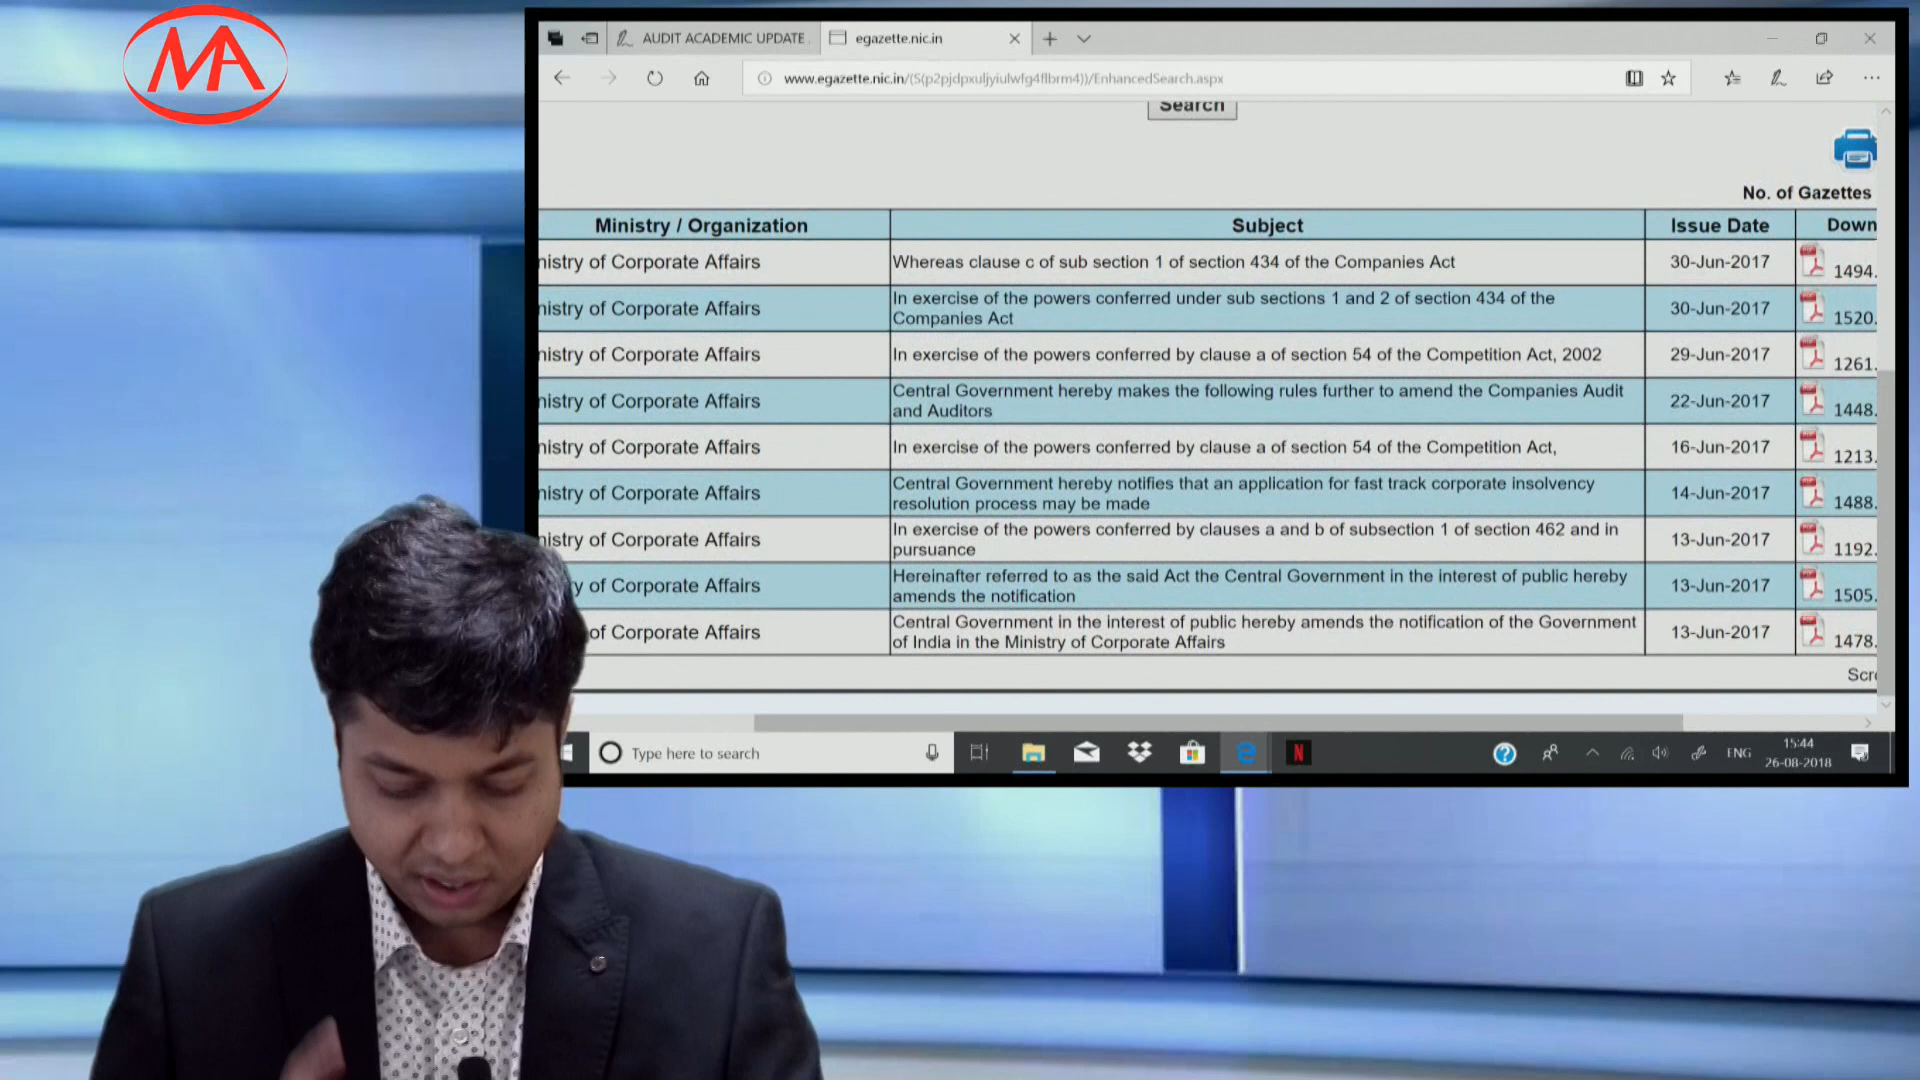 MA
AUDIT ACADEMIC UPDATE
egazette.nic.in
www.egazette.nic.in/(S(p2pjdpxuljyiulwfg4flbrm4))/EnhancedSearch.aspx
Search
No. of Gazettes
Ministry / Organization Subject Issue Date Down
nistry of Corporate Affairs Whereas clause c of sub section 1 of section 434 of the Companies Act 30-Jun-2017 1494.
nistry of Corporate Affairs In exercise of the powers conferred under sub sections 1 and 2 of section 434 of the 30-Jun-2017 1520.
Companies Act
nistry of Corporate Affairs In exercise of the powers conferred by clause a of section 54 of the Competition Act, 2002 29-Jun-2017 1261.
nistry of Corporate Affairs Central Government hereby makes the following rules further to amend the Companies Audit 22-Jun-2017 1448.
and Auditors
nistry of Corporate Affairs In exercise of the powers conferred by clause a of section 54 of the Competition Act, 16-Jun-2017 1213.
nistry of Corporate Affairs Central Government hereby notifies that an application for fast track corporate insolvency 14-Jun-2017 1488.
resolution process may be made
nistry of Corporate Affairs In exercise of the powers conferred by clauses a and b of subsection 1 of section 462 and in 13-Jun-2017 1192.
pursuance
y of Corporate Affairs Hereinafter referred to as the said Act the Central Government in the interest of public hereby 13-Jun-2017 1505.
amends the notification
of Corporate Affairs Central Government in the interest of public hereby amends the notification of the Government 13-Jun-2017 1478.
of India in the Ministry of Corporate Affairs
Scr
Type here to search
N
ENG
15:44
26-08-2018